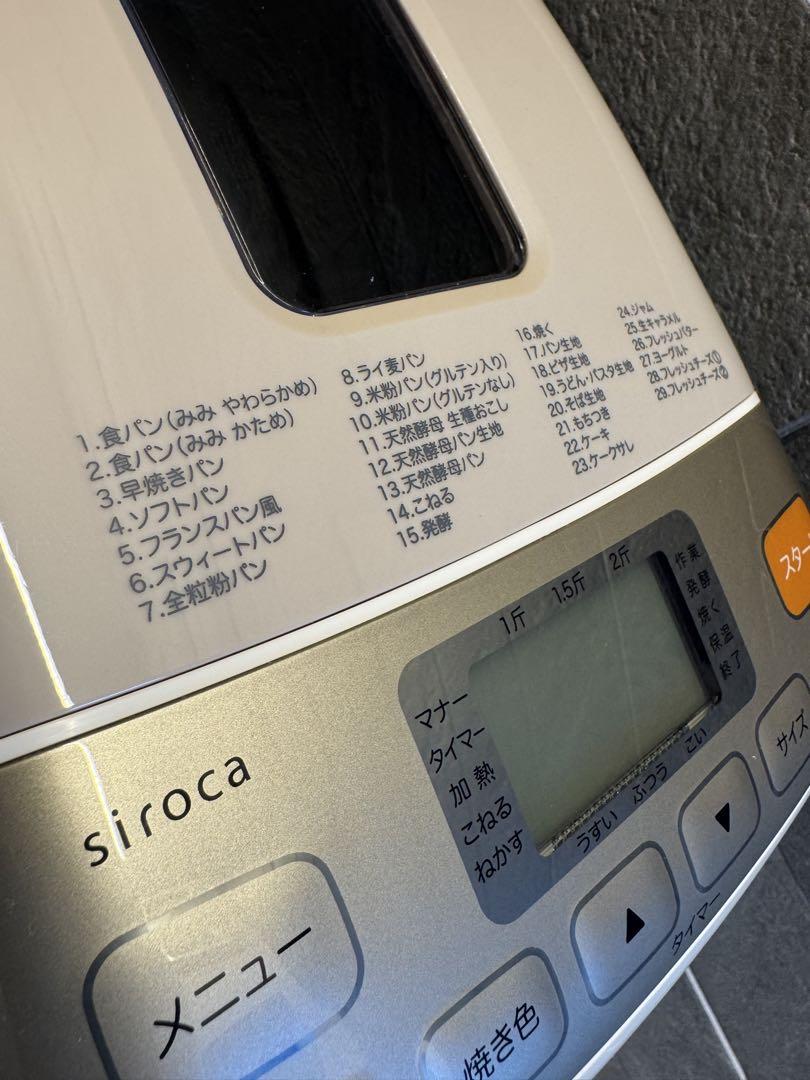 1.食パン(みみ やわらかめ)
2.食パン(みみ かため)
3.早焼きパン
4.ソフトパン
5.フランスパン風
6.スウィートパン
7.全粒粉パン
8.ライ麦パン
9.米粉パン(グルテン入り)
10.米粉パン(グルテンなし)
11.天然酵母 生種おこし
12.天然酵母パン生地
13.天然酵母パン
14.こねる
15.発酵
16.焼く
17.パン生地
18.ピザ生地
19.うどん・パスタ生地
20.そば生地
21.もちつき
22.ケーキ
23.ケークサレ
24.ジャム
25.生キャラメル
26.フレッシュバター
27.ヨーグルト
28.フレッシュチーズ①
29.フレッシュチーズ②
siroca
1斤 1.5斤 2斤
マナー
タイマー
加熱
こねる
ねかす
作業
発酵
焼く
保温
終了
うすい ふつう こい
スター
サイズ
メニュー
焼き色
▲
▼
タイマー